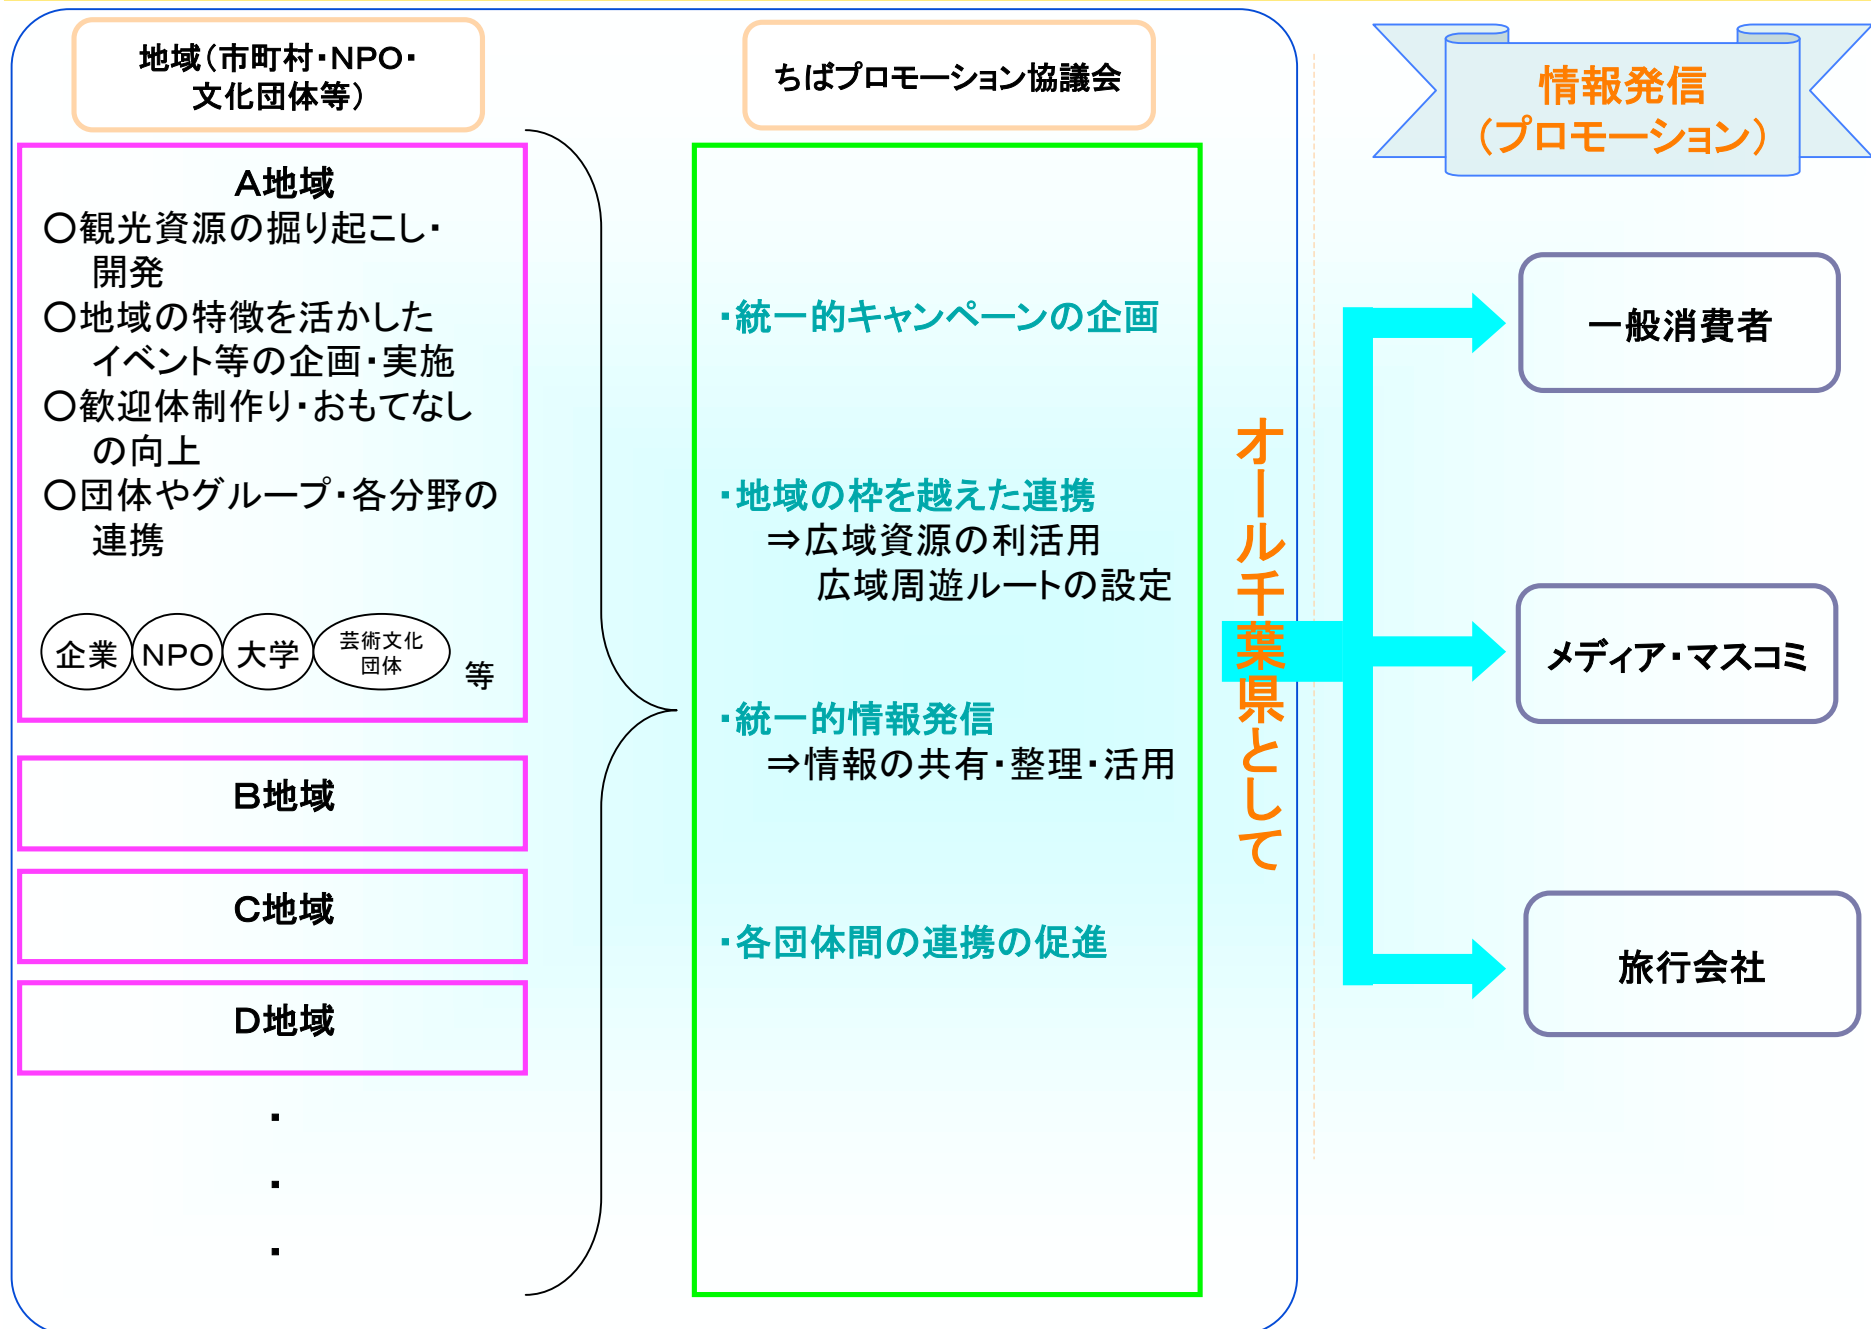 地域（市町村・NPO・
文化団体等）
A地域
○観光資源の掘り起こし・
開発
○地域の特徴を活かした
イベント等の企画・実施
○歓迎体制作り・おもてなし
の向上
○団体やグループ・各分野の
連携
企業
NPO
大学
芸術文化
団体
等
B地域
C地域
D地域
・
・
・
ちばプロモーション協議会
・統一的キャンペーンの企画
・地域の枠を越えた連携
⇒広域資源の利活用
広域周遊ルートの設定
・統一的情報発信
⇒情報の共有・整理・活用
・各団体間の連携の促進
オール千葉県として
情報発信
（プロモーション）
一般消費者
メディア・マスコミ
旅行会社